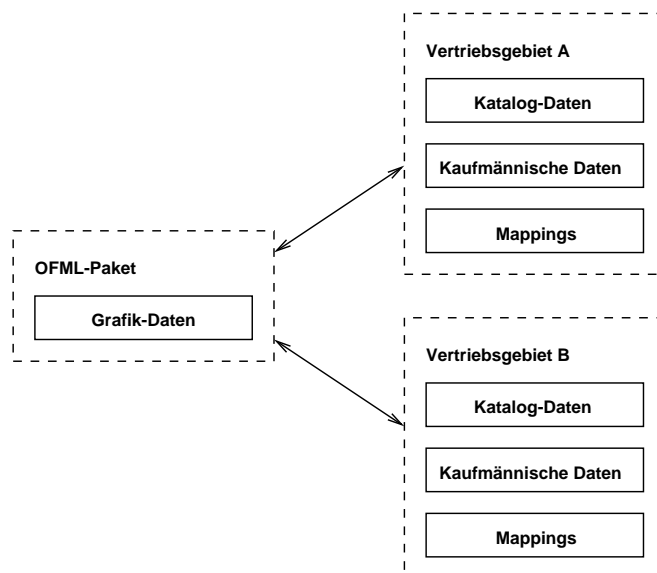 Vertriebsgebiet A
Katalog-Daten
Kaufmännische Daten
Mappings
OFML-Paket
Grafik-Daten
Vertriebsgebiet B
Katalog-Daten
Kaufmännische Daten
Mappings